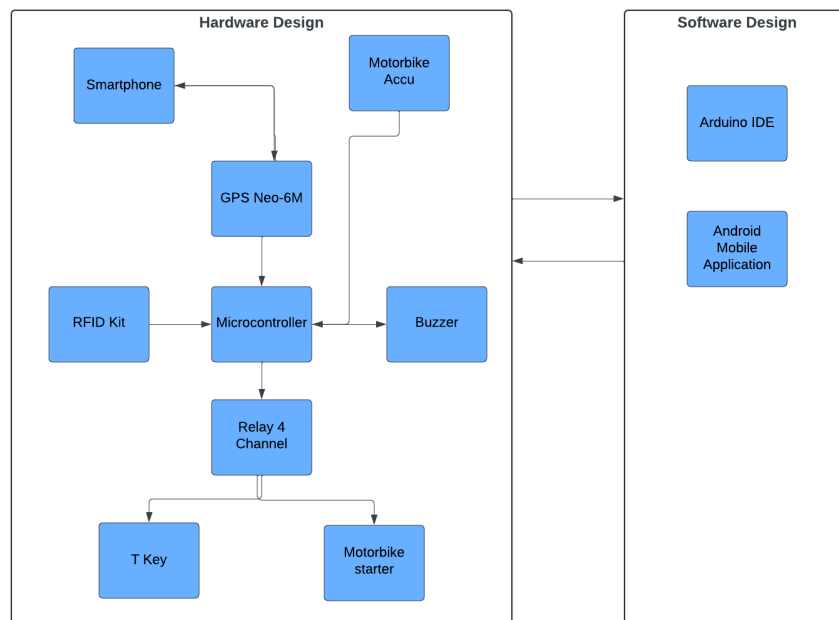 Hardware Design
Software Design
Smartphone
Motorbike
Accu
Arduino IDE
GPS Neo-6M
Android
Mobile
Application
RFID Kit
Microcontroller
Buzzer
Relay 4
Channel
T Key
Motorbike
starter